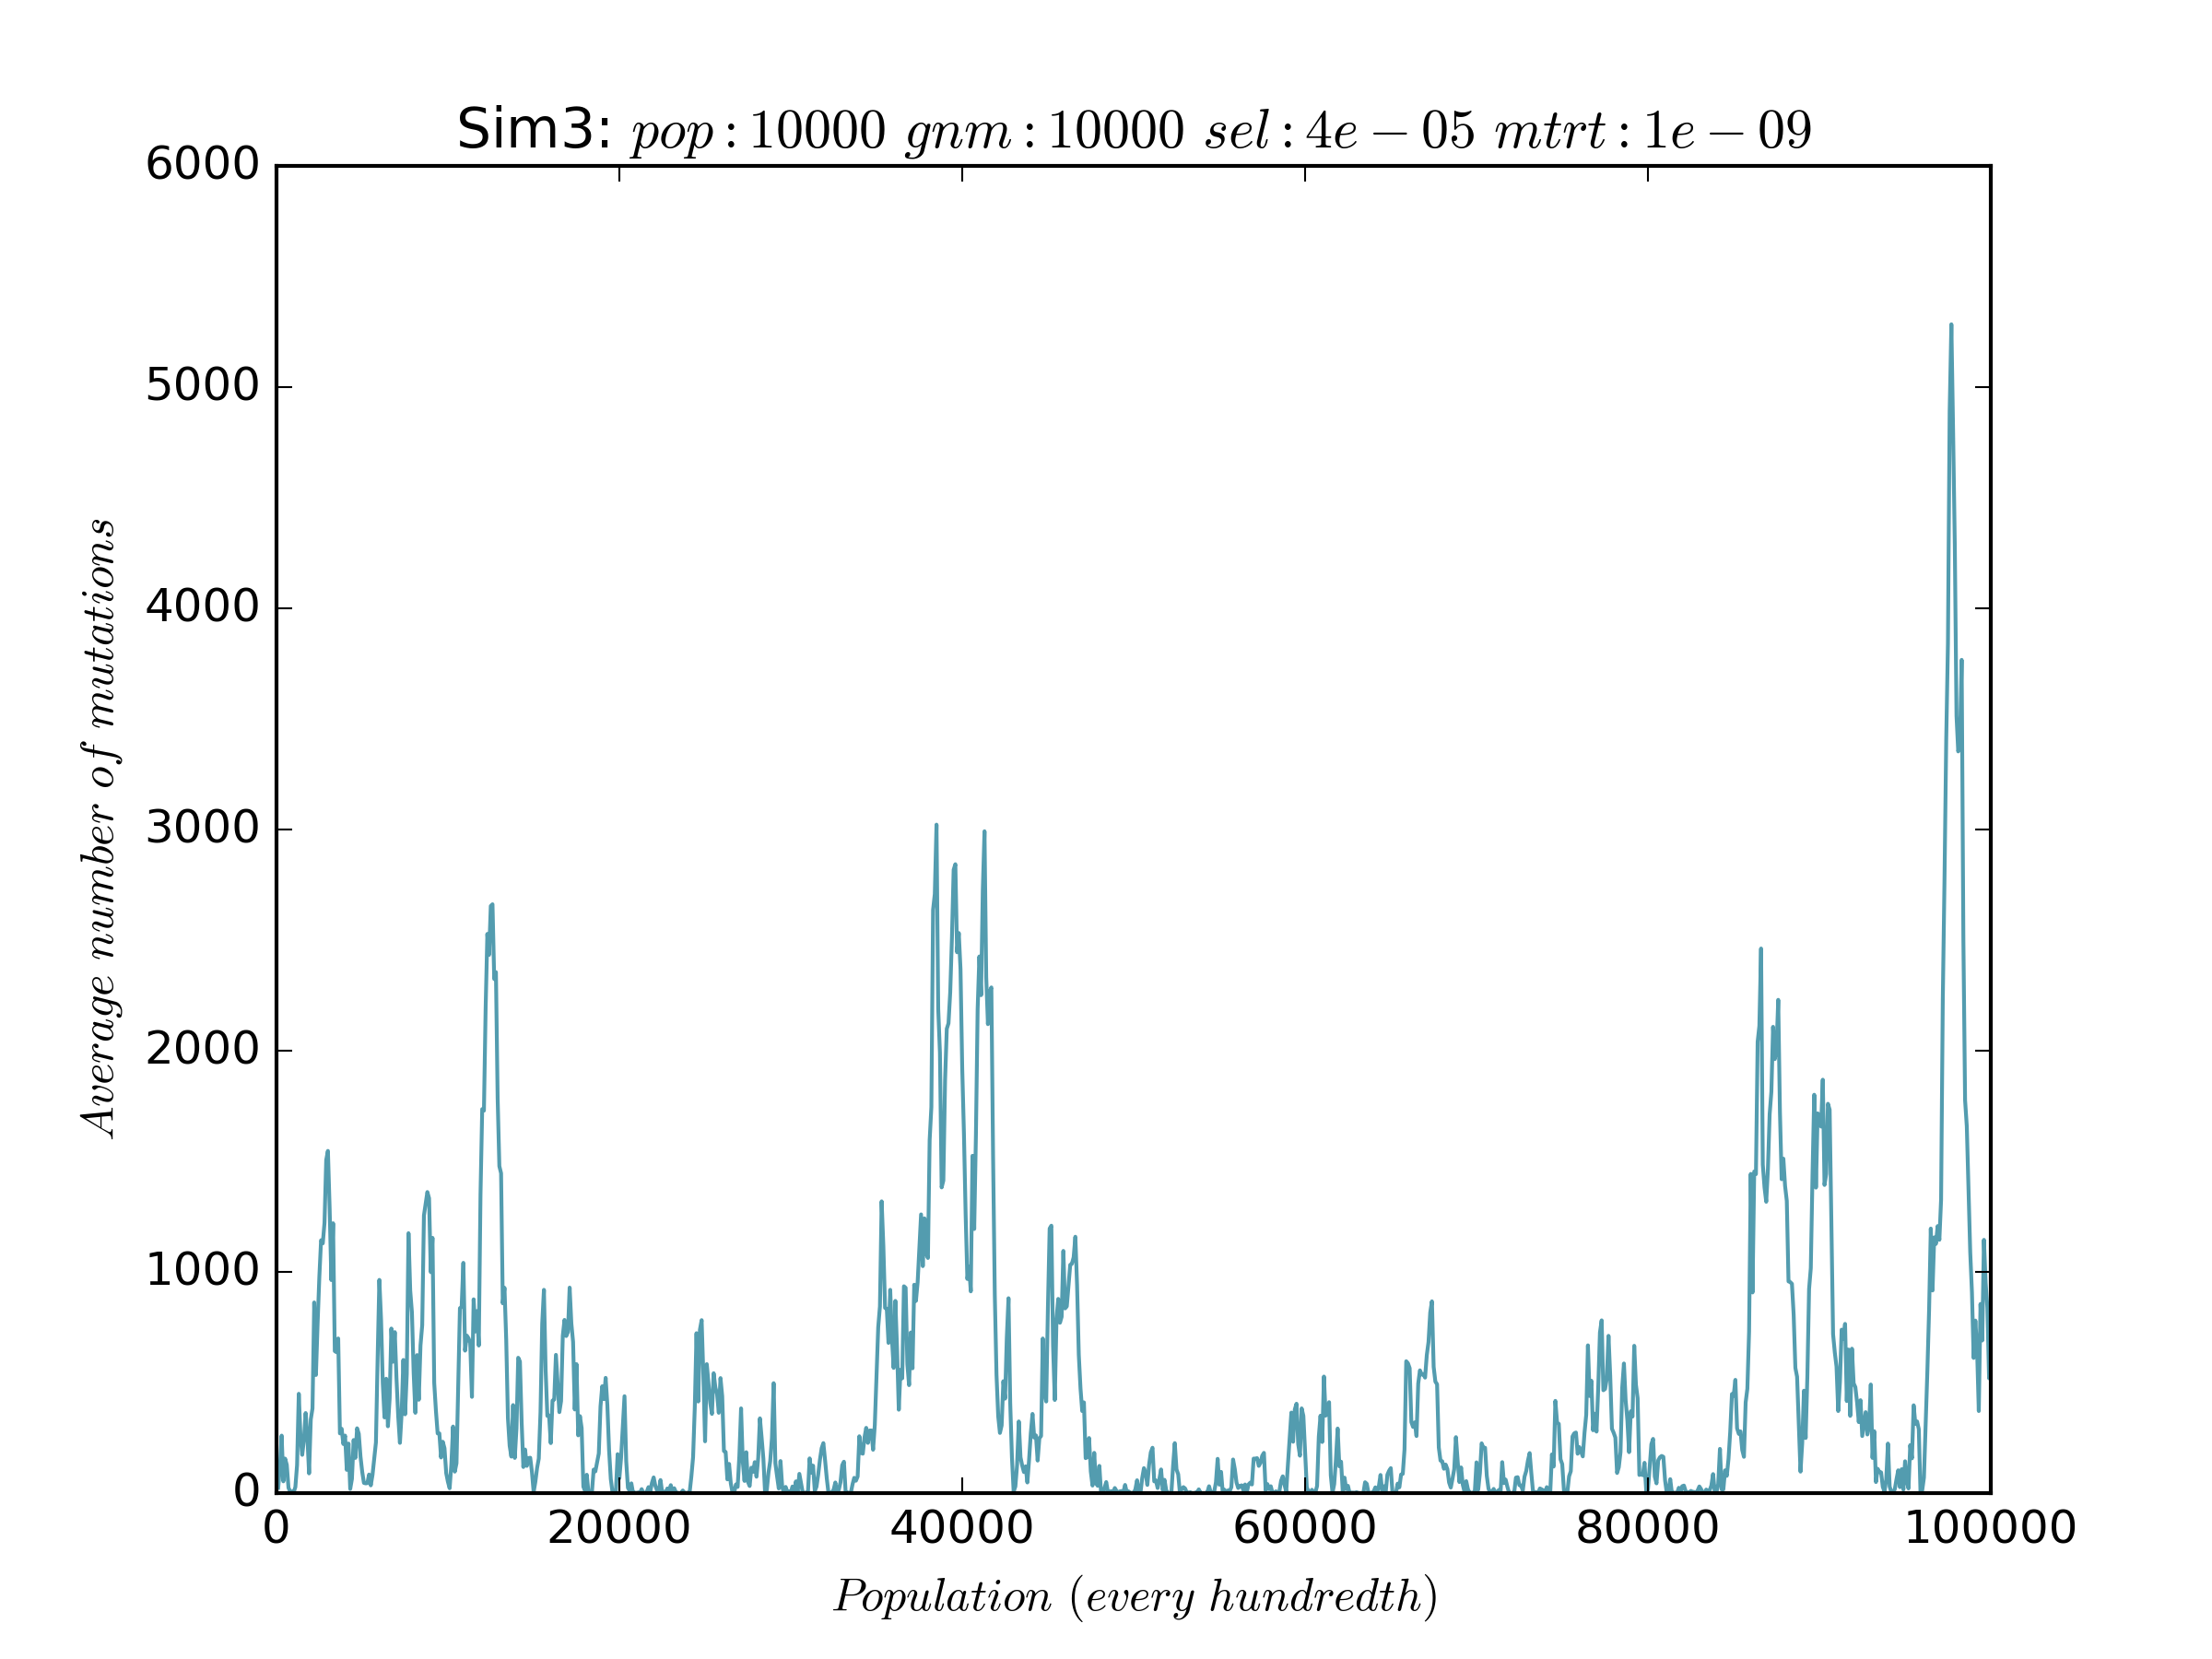 Sim3: pop : 10000 gnm : 10000 sel : 4e − 05 mtrt : 1e − 09
6000
5000
4000
3000
2000
1000
0
Average number of mutations
0 20000 40000 60000 80000 100000
Population (every hundredth)